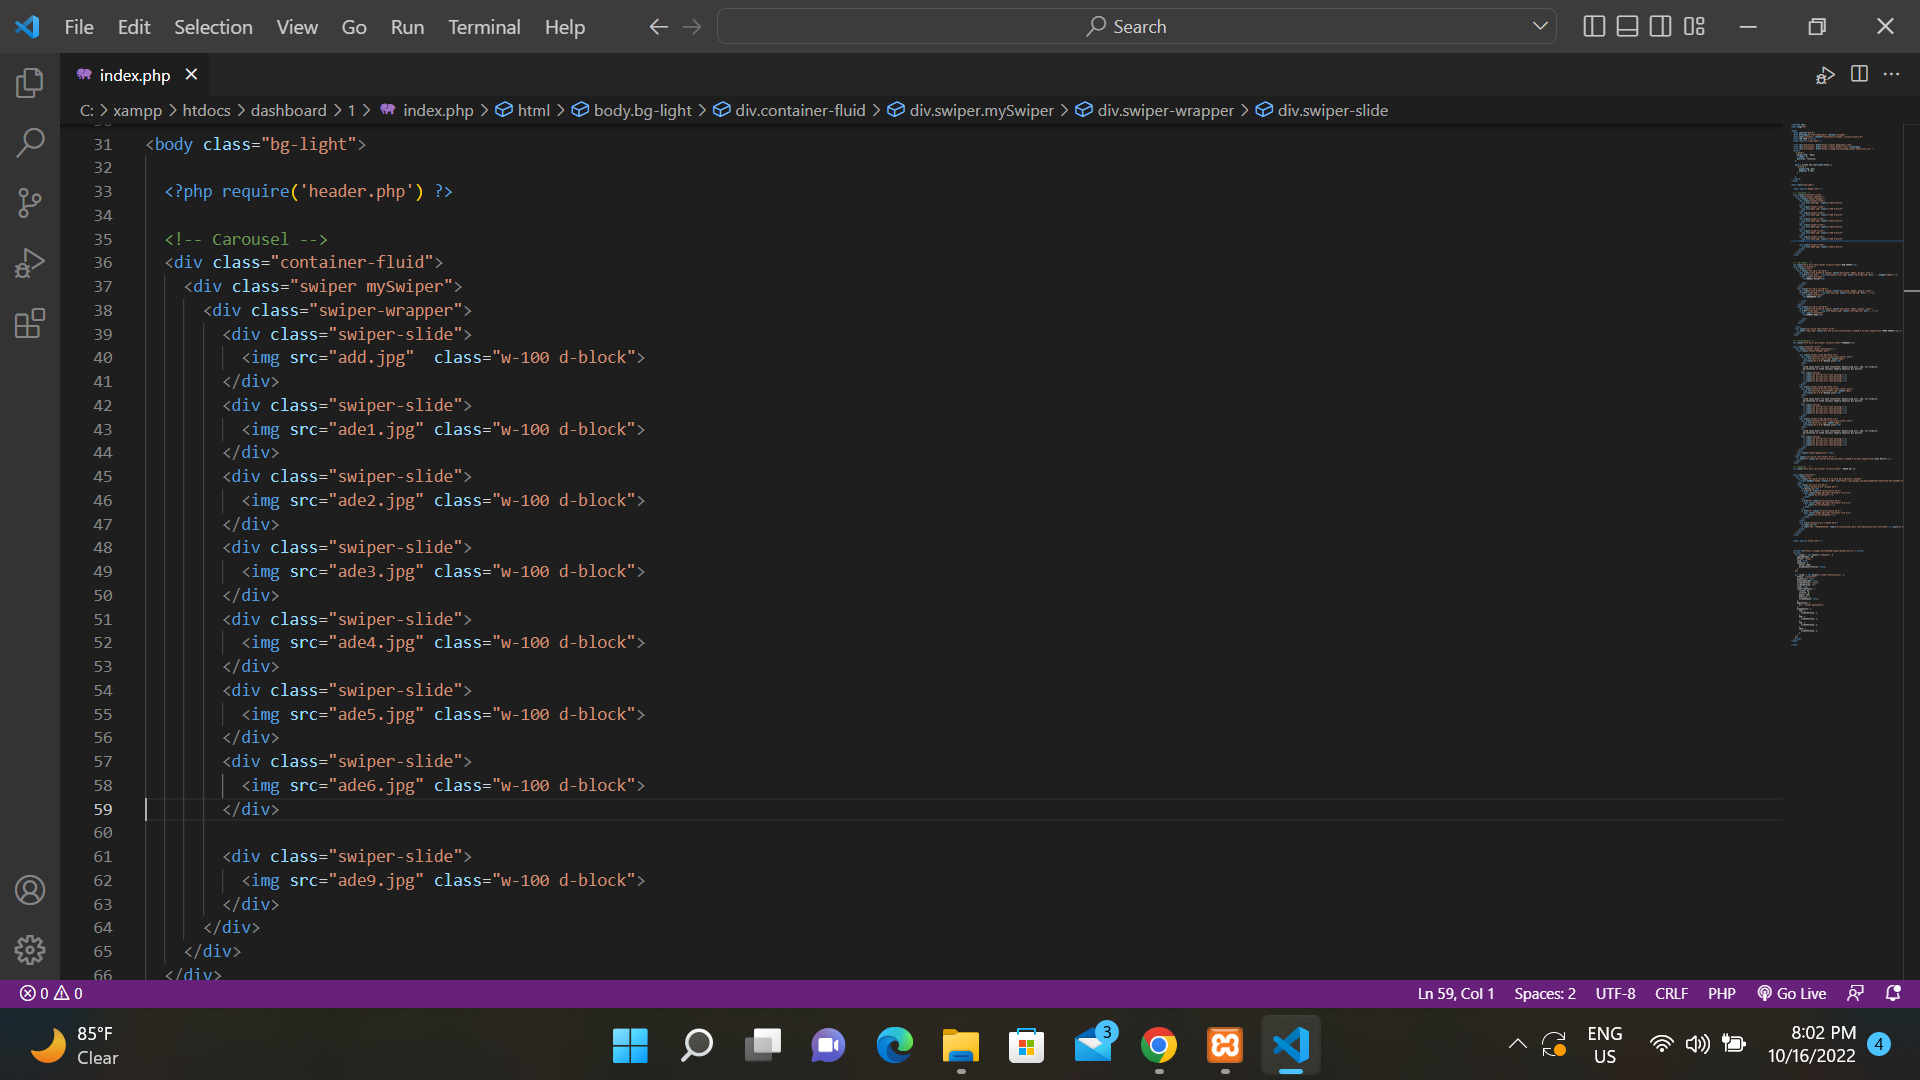 File Edit Selection View Go Run Terminal Help
Search
index.php
C: > xampp > htdocs > dashboard > 1 > index.php > html > body.bg-light > div.container-fluid > div.swiper.mySwiper > div.swiper-wrapper > div.swiper-slide
31 <body class="bg-light">
32
33 <?php require('header.php') ?>
34
35 <!-- Carousel -->
36 <div class="container-fluid">
37 <div class="swiper mySwiper">
38 <div class="swiper-wrapper">
39 <div class="swiper-slide">
40 <img src="add.jpg"  class="w-100 d-block">
41 </div>
42 <div class="swiper-slide">
43 <img src="ade1.jpg" class="w-100 d-block">
44 </div>
45 <div class="swiper-slide">
46 <img src="ade2.jpg" class="w-100 d-block">
47 </div>
48 <div class="swiper-slide">
49 <img src="ade3.jpg" class="w-100 d-block">
50 </div>
51 <div class="swiper-slide">
52 <img src="ade4.jpg" class="w-100 d-block">
53 </div>
54 <div class="swiper-slide">
55 <img src="ade5.jpg" class="w-100 d-block">
56 </div>
57 <div class="swiper-slide">
58 <img src="ade6.jpg" class="w-100 d-block">
59 </div>
60
61 <div class="swiper-slide">
62 <img src="ade9.jpg" class="w-100 d-block">
63 </div>
64 </div>
65 </div>
66 </div>
0 0 Ln 59, Col 1 Spaces: 2 UTF-8 CRLF PHP Go Live
85°F
Clear
3
ENG
US
8:02 PM
10/16/2022
4